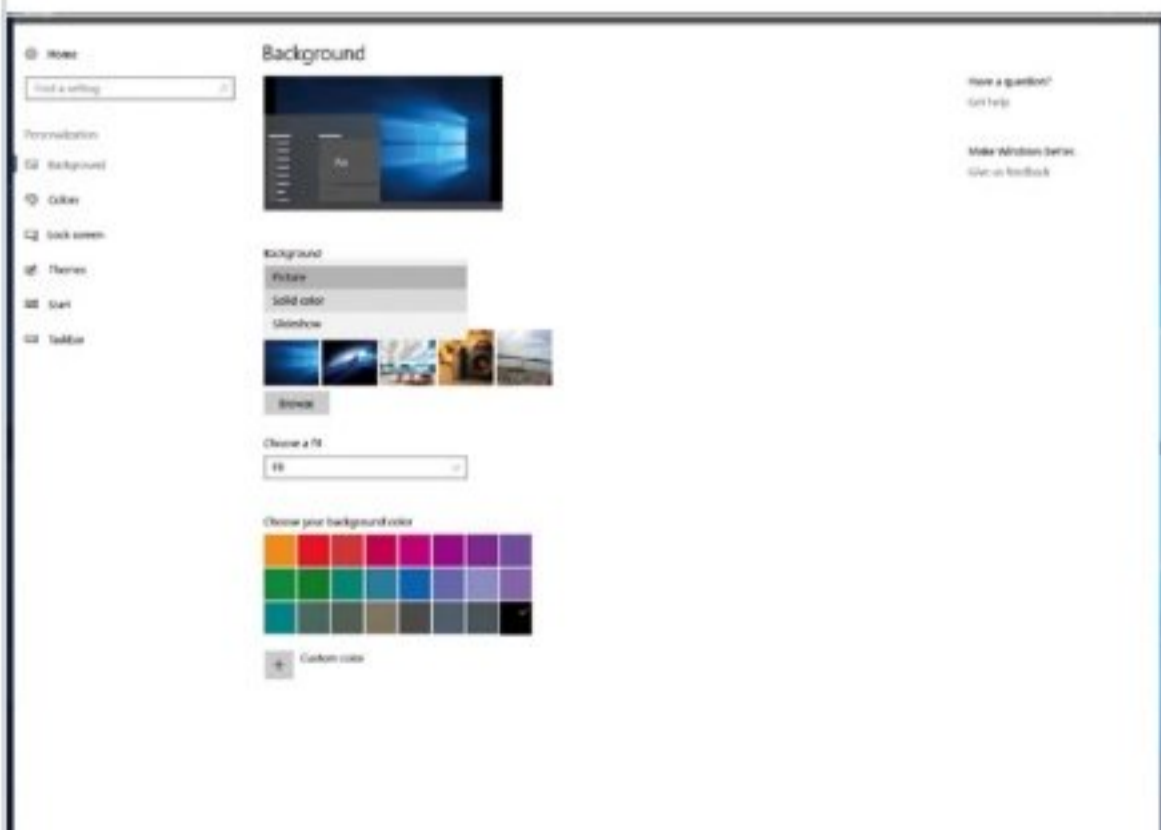 Home
Find a setting
Personalization
Background
Colors
Lock screen
Themes
Start
Taskbar
Background
Aa
Background
Picture
Solid color
Slideshow
Browse
Choose a fit
Fill
Choose your background color
Custom color
Have a question?
Get help
Make Windows better.
Give us feedback